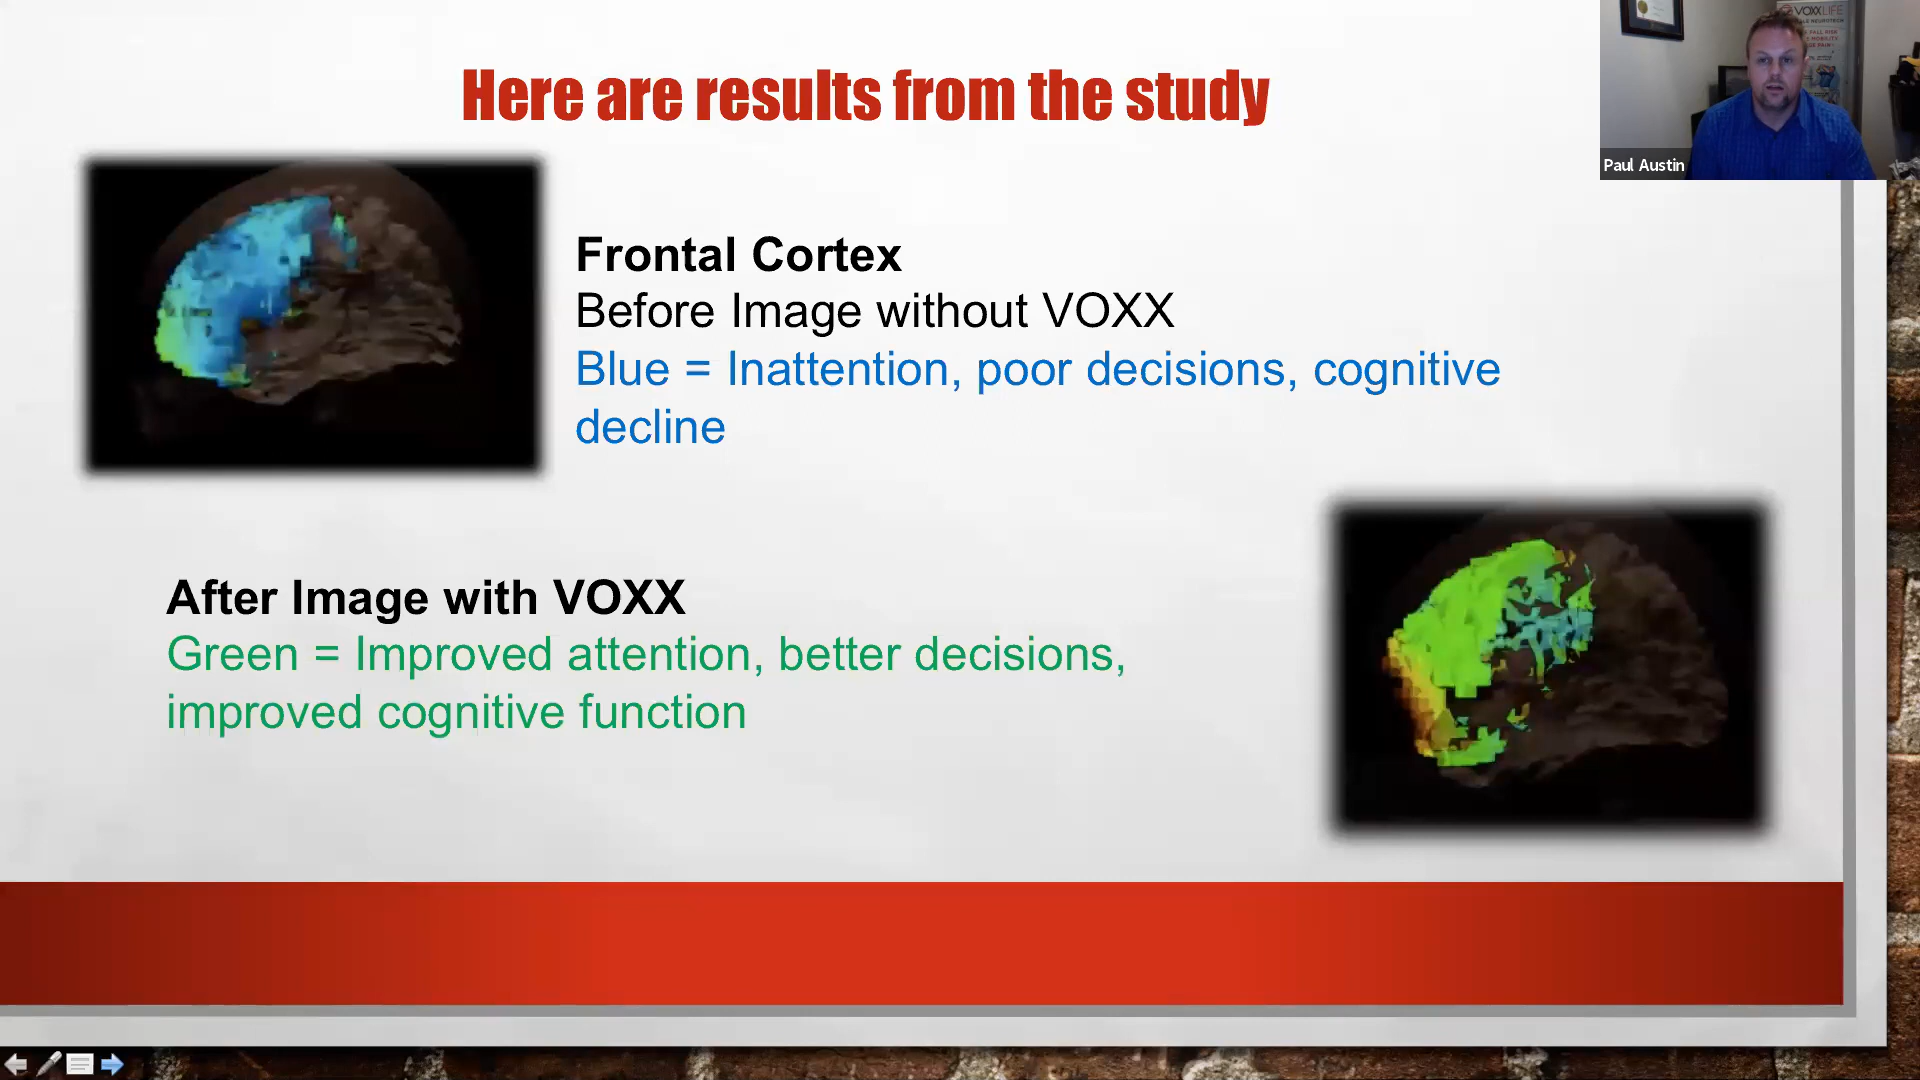 Here are results from the study
VOXXLIFE
Paul Austin
Frontal Cortex
Before Image without VOXX
Blue = Inattention, poor decisions, cognitive
decline
After Image with VOXX
Green = Improved attention, better decisions,
improved cognitive function